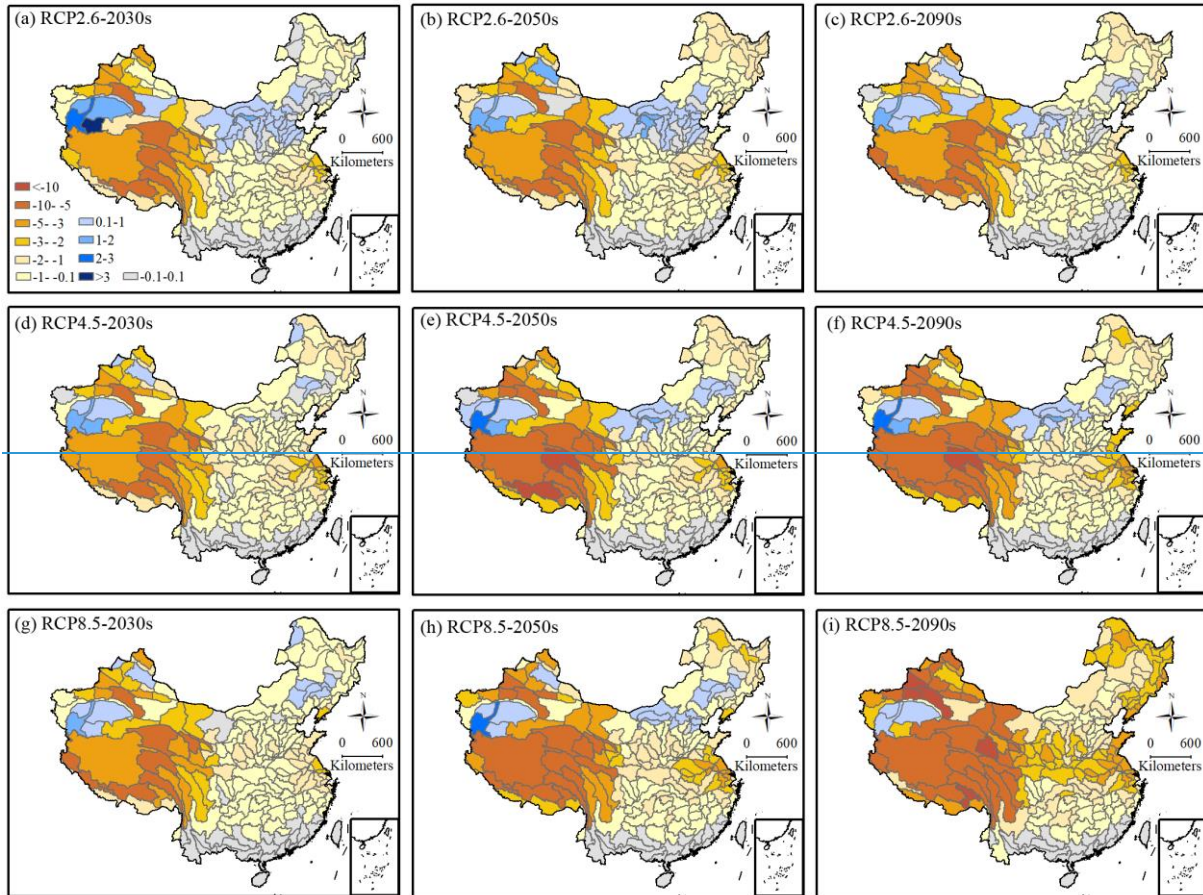 (a) RCP2.6-2030s
N
0 600
Kilometers
<-10
-10- -5
-5- -3
-3- -2
-2- -1
-1- -0.1
0.1-1
1-2
2-3
>3
-0.1-0.1
(b) RCP2.6-2050s
N
0 600
Kilometers
(c) RCP2.6-2090s
N
0 600
Kilometers
(d) RCP4.5-2030s
N
0 600
Kilometers
(e) RCP4.5-2050s
N
0 600
Kilometers
(f) RCP4.5-2090s
N
0 600
Kilometers
(g) RCP8.5-2030s
N
0 600
Kilometers
(h) RCP8.5-2050s
N
0 600
Kilometers
(i) RCP8.5-2090s
N
0 600
Kilometers